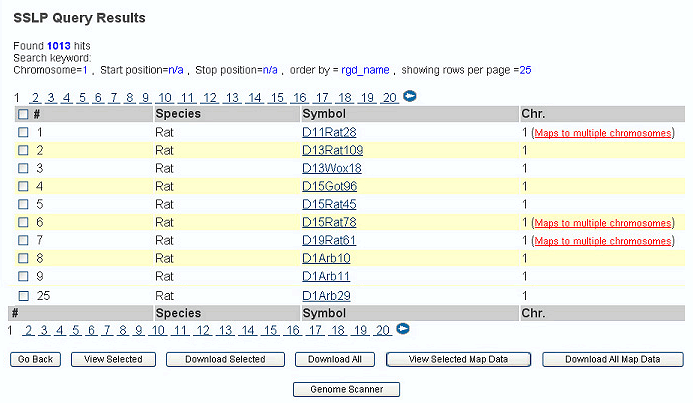 SSLP Query Results
Found 1013 hits
Search keyword:
Chromosome=1 , Start position=n/a , Stop position=n/a , order by = rgd_name , showing rows per page =25
1 2 3 4 5 6 7 8 9 10 11 12 13 14 15 16 17 18 19 20
# Species Symbol Chr.
1 Rat D11Rat28 1 (Maps to multiple chromosomes)
2 Rat D13Rat109 1
3 Rat D13Wox18 1
4 Rat D15Got96 1
5 Rat D15Rat45 1
6 Rat D15Rat78 1 (Maps to multiple chromosomes)
7 Rat D19Rat61 1 (Maps to multiple chromosomes)
8 Rat D1Arb10 1
9 Rat D1Arb11 1
25 Rat D1Arb29 1
# Species Symbol Chr.
1 2 3 4 5 6 7 8 9 10 11 12 13 14 15 16 17 18 19 20
Go Back View Selected Download Selected Download All View Selected Map Data Download All Map Data
Genome Scanner